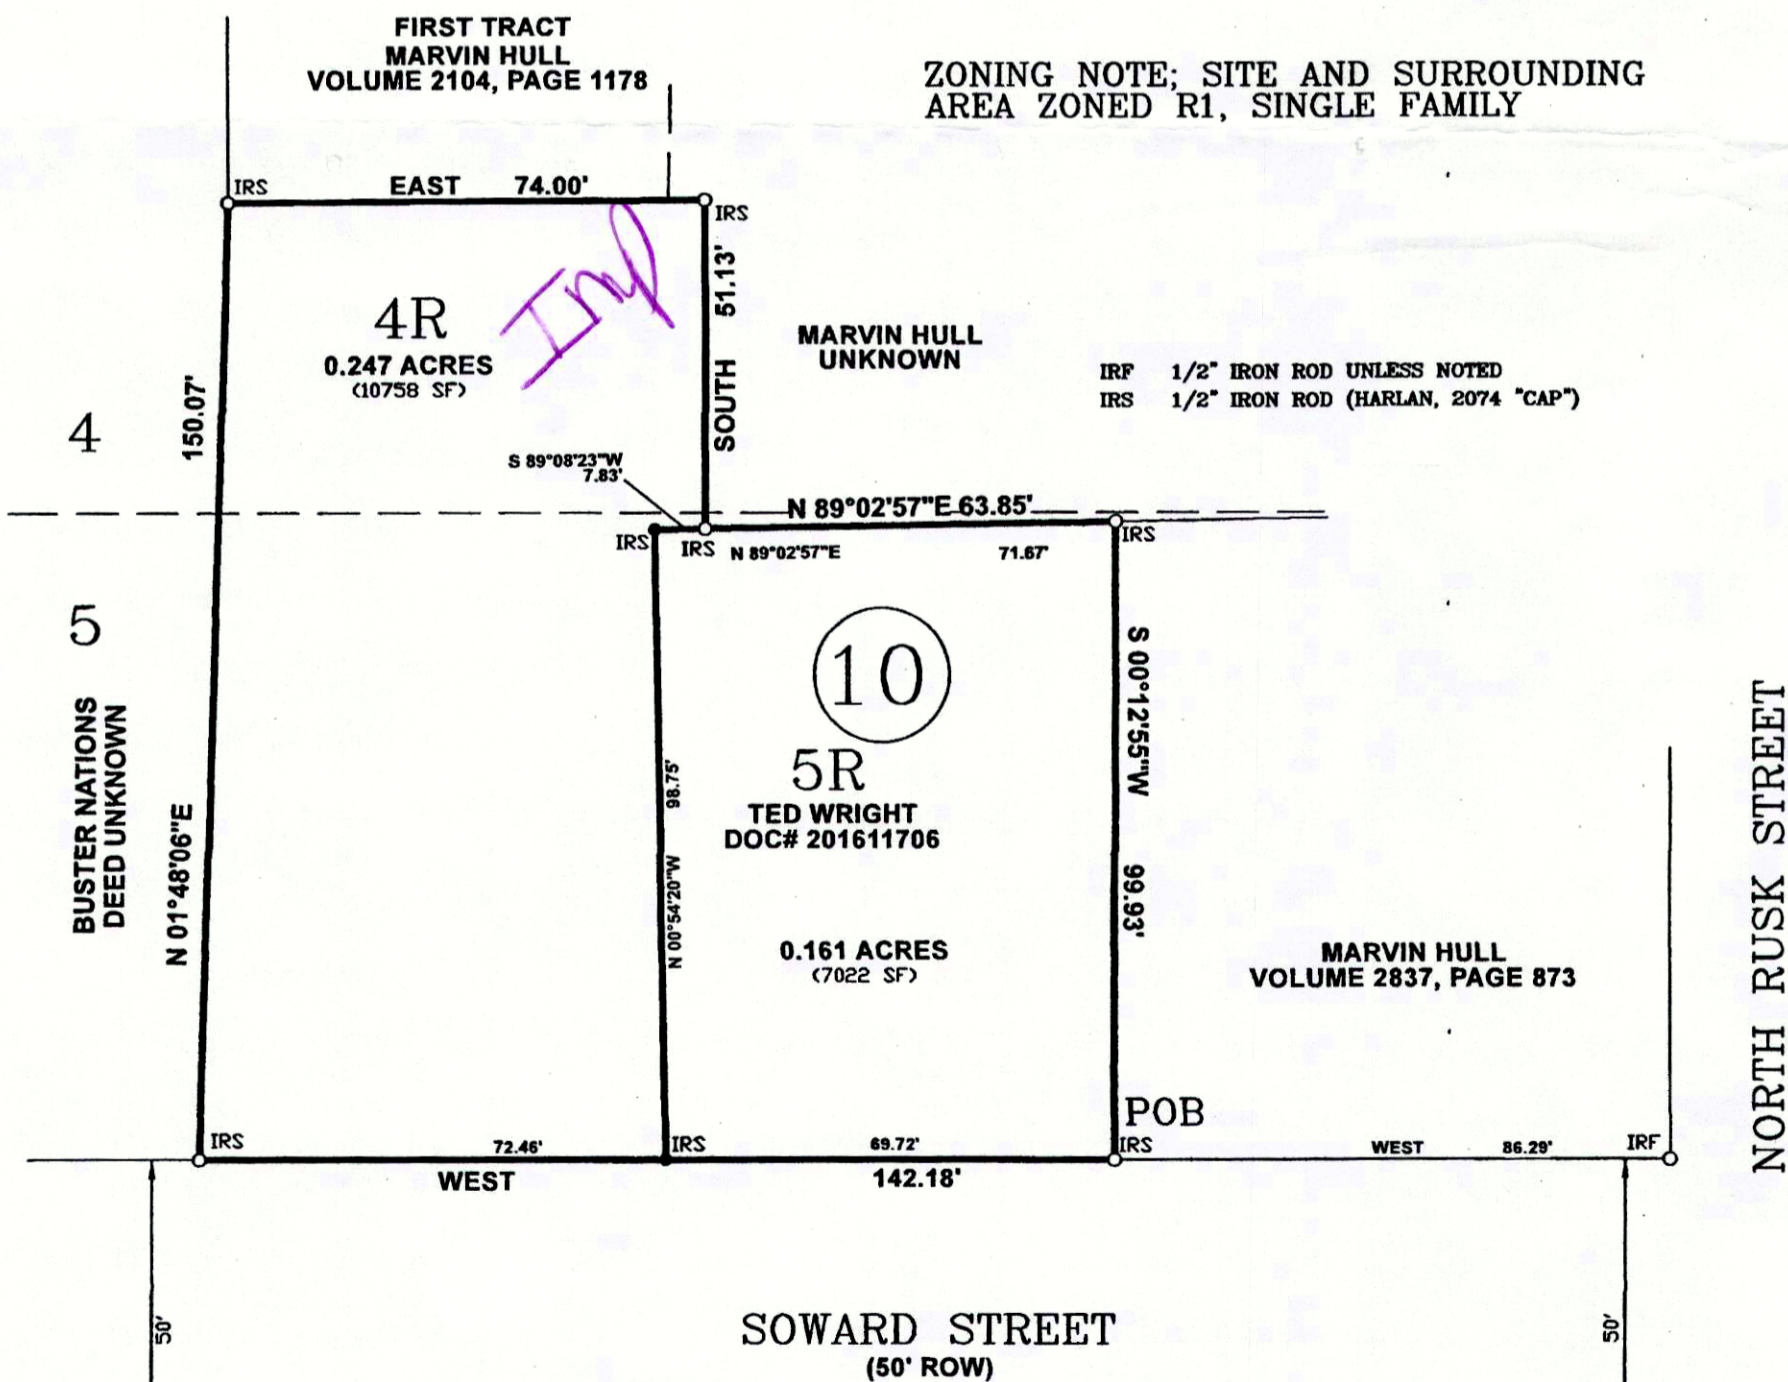 FIRST TRACT
MARVIN HULL
VOLUME 2104, PAGE 1178
ZONING NOTE; SITE AND SURROUNDING
AREA ZONED R1, SINGLE FAMILY
IRS
EAST 74.00'
IRS
SOUTH 51.13'
4R
0.247 ACRES
(10758 SF)
MARVIN HULL
UNKNOWN
IRF 1/2" IRON ROD UNLESS NOTED
IRS 1/2" IRON ROD (HARLAN, 2074 "CAP")
150.07'
4
S 89°08'23"W
7.83'
N 89°02'57"E 63.85'
IRS
IRS
IRS
N 89°02'57"E 71.67'
5
BUSTER NATIONS
DEED UNKNOWN
N 01°48'06"E
10
5R
TED WRIGHT
DOC# 201611706
0.161 ACRES
(7022 SF)
N 00°54'20"W 98.75'
S 00°12'55"W 99.93'
MARVIN HULL
VOLUME 2837, PAGE 873
NORTH RUSK STREET
POB
IRS
72.46'
IRS
69.72'
IRS
WEST 86.29'
IRF
WEST
142.18'
50'
SOWARD STREET
(50' ROW)
50'